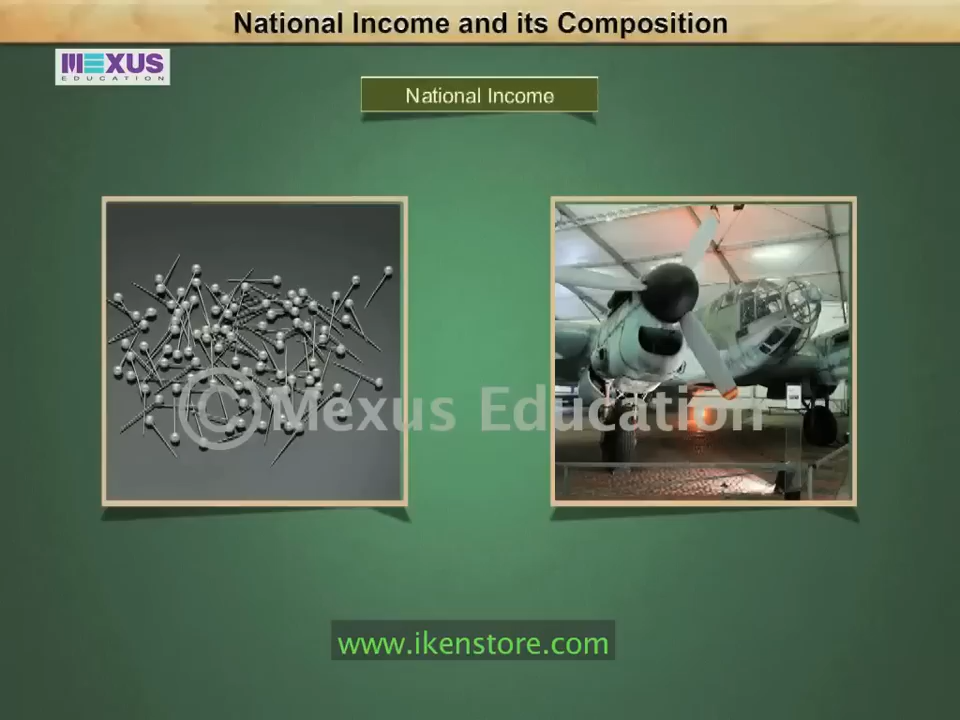 National Income and its Composition
MEXUS
EDUCATION
National Income
© Mexus Education
www.ikenstore.com